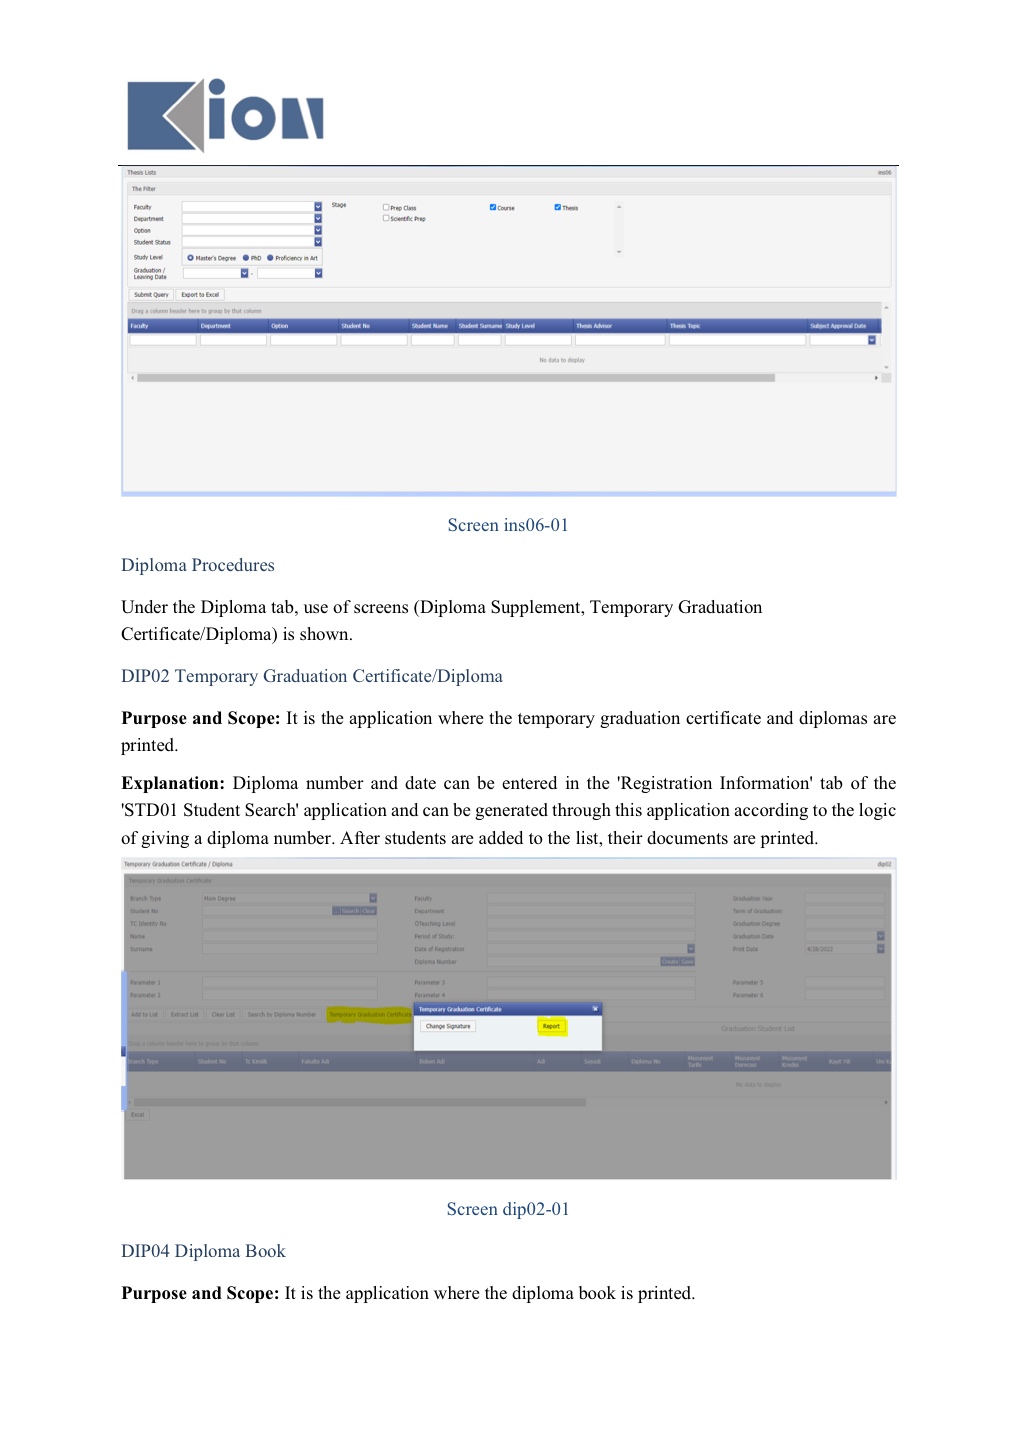 Kion
Thesis Lists ins06
The Filter
Faculty Stage Prep Class Course Thesis
Department Scientific Prep
Option
Student Status
Study Level Master's Degree PhD Proficiency in Art
Graduation /
Leaving Date -
Submit Query Export to Excel
Drag a column header here to group by that column
Faculty Department Option Student No Student Name Student Surname Study Level Thesis Advisor Thesis Topic Subject Approval Date
No data to display
Screen ins06-01
Diploma Procedures
Under the Diploma tab, use of screens (Diploma Supplement, Temporary Graduation
Certificate/Diploma) is shown.
DIP02 Temporary Graduation Certificate/Diploma
Purpose and Scope: It is the application where the temporary graduation certificate and diplomas are
printed.
Explanation: Diploma number and date can be entered in the 'Registration Information' tab of the
'STD01 Student Search' application and can be generated through this application according to the logic
of giving a diploma number. After students are added to the list, their documents are printed.
Temporary Graduation Certificate / Diploma dip02
Temporary Graduation Certificate
Branch Type Main Degree Faculty Graduation Year
Student No Search Clear Department Term of Graduation
TC Identity No ÖTeaching Level Graduation Degree
Name Period of Study: Graduation Date
Surname Date of Registration Print Date 4/28/2022
Diploma Number Create Save
Parameter 1 Parameter 3 Parameter 5
Parameter 2 Parameter 4 Parameter 6
Temporary Graduation Certificate
Add to List Extract List Clear List Search by Diploma Number Temporary Graduation Certificate
Change Signature Report
Graduation Student List
Drag a column header here to group by that column
Branch Type Student No Tc Kimlik Fakulte Adı Bolum Adı Adı Soyadı Diploma No Mezuniyet Tarihi Mezuniyet Derecesi Mezuniyet Krediси Kayıt Yılı
No data to display
Excel
Screen dip02-01
DIP04 Diploma Book
Purpose and Scope: It is the application where the diploma book is printed.